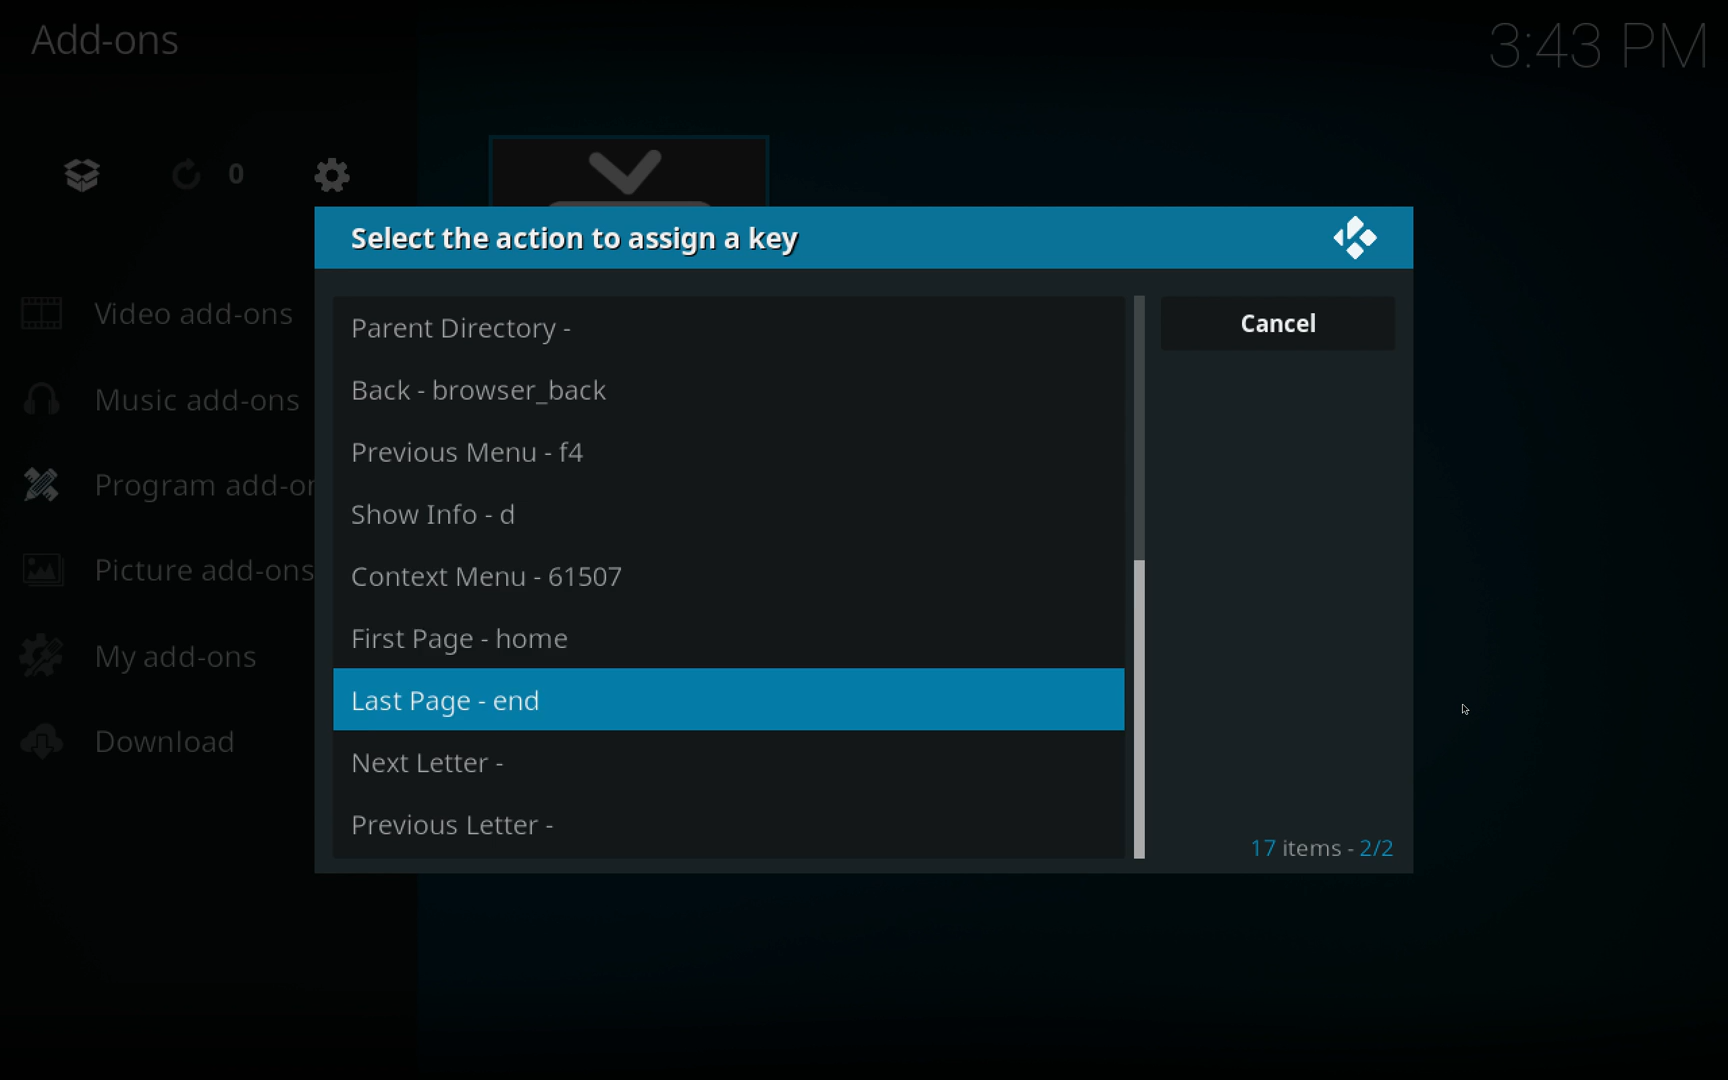 Add-ons
3:43 PM
0
Video add-ons
Music add-ons
Program add-or
Picture add-ons
My add-ons
Download
Select the action to assign a key
Parent Directory -
Back - browser_back
Previous Menu - f4
Show Info - d
Context Menu - 61507
First Page - home
Last Page - end
Next Letter -
Previous Letter -
Cancel
17 items - 2/2